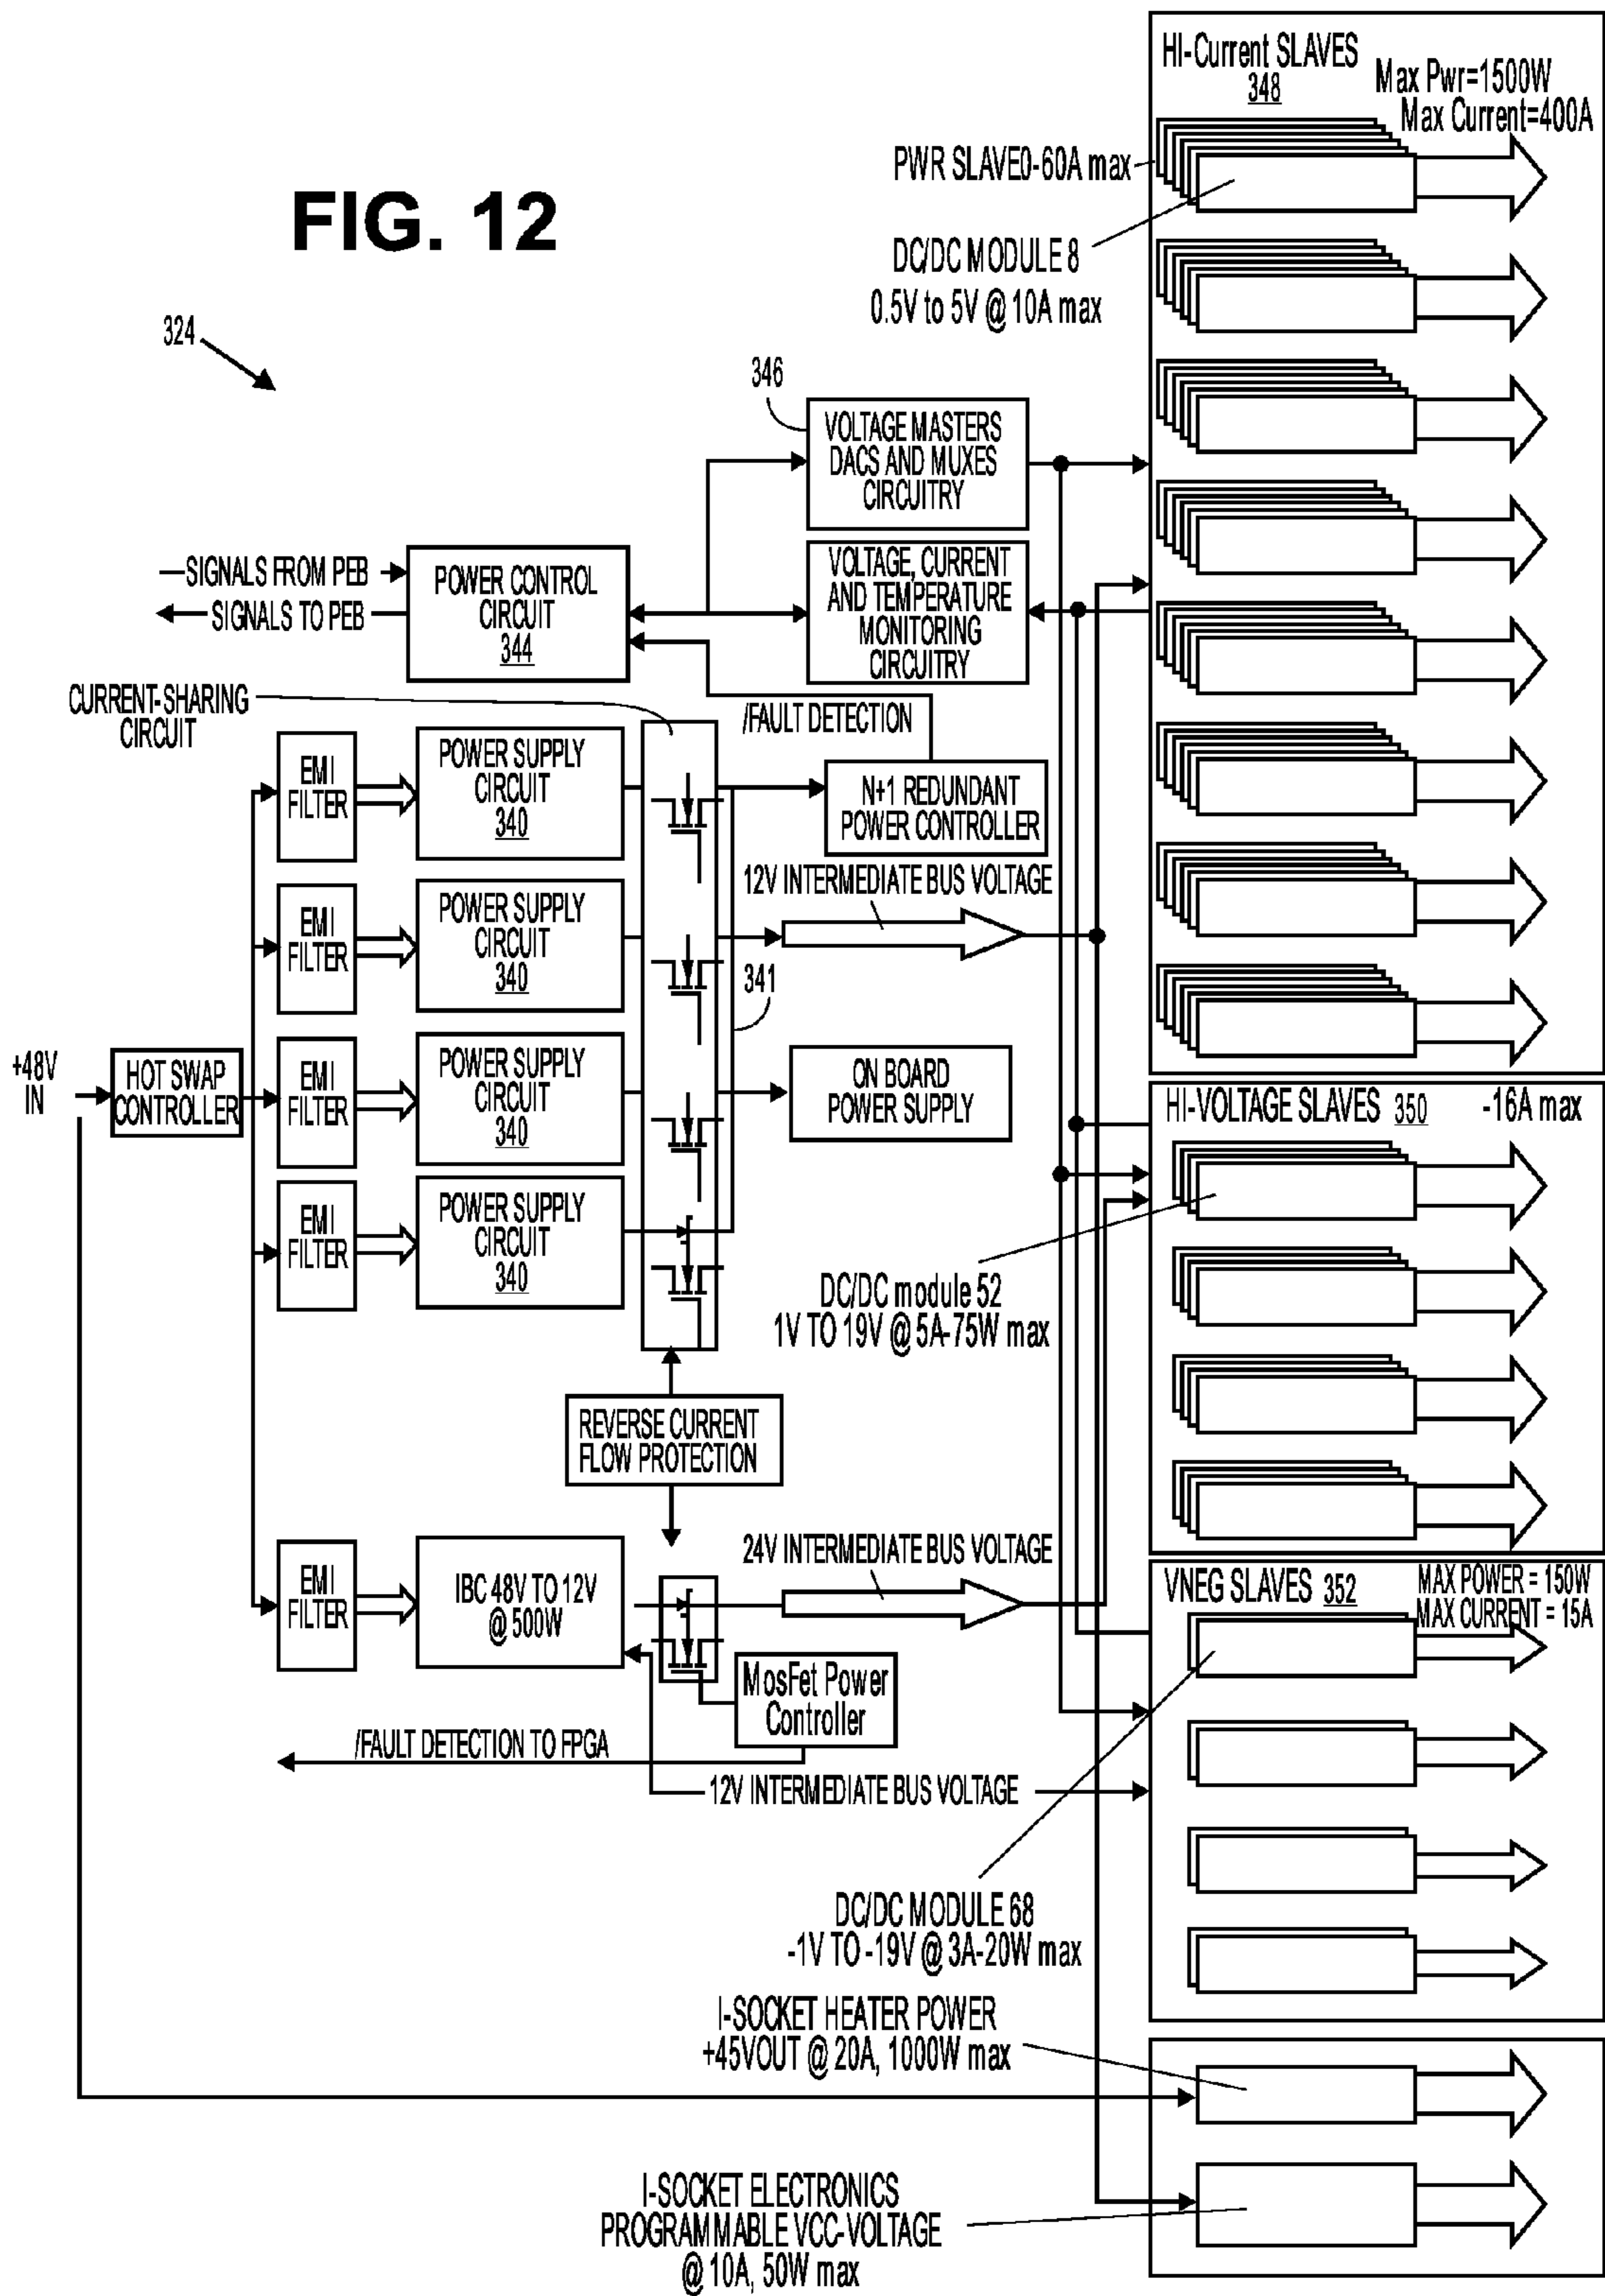 HI-Current SLAVES
348
Max Pwr=1500W
Max Current=400A
PWR SLAVE0-60A max
FIG. 12
DC/DC MODULE 8
0.5V to 5V @ 10A max
324
346
VOLTAGE MASTERS
DACS AND MUXES
CIRCUITRY
SIGNALS FROM PEB
SIGNALS TO PEB
POWER CONTROL
CIRCUIT
344
VOLTAGE, CURRENT
AND TEMPERATURE
MONITORING
CIRCUITRY
CURRENT-SHARING
CIRCUIT
/FAULT DETECTION
EMI
FILTER
POWER SUPPLY
CIRCUIT
340
N+1 REDUNDANT
POWER CONTROLLER
12V INTERMEDIATE BUS VOLTAGE
EMI
FILTER
POWER SUPPLY
CIRCUIT
340
341
+48V
IN
HOT SWAP
CONTROLLER
EMI
FILTER
POWER SUPPLY
CIRCUIT
340
ON BOARD
POWER SUPPLY
HI-VOLTAGE SLAVES 350 -16A max
EMI
FILTER
POWER SUPPLY
CIRCUIT
340
DC/DC module 52
1V TO 19V @ 5A-75W max
REVERSE CURRENT
FLOW PROTECTION
EMI
FILTER
IBC 48V TO 12V
@ 500W
24V INTERMEDIATE BUS VOLTAGE
VNEG SLAVES 352
MAX POWER = 150W
MAX CURRENT = 15A
MosFet Power
Controller
/FAULT DETECTION TO FPGA
12V INTERMEDIATE BUS VOLTAGE
DC/DC MODULE 68
-1V TO -19V @ 3A-20W max
I-SOCKET HEATER POWER
+45VOUT @ 20A, 1000W max
I-SOCKET ELECTRONICS
PROGRAMMABLE VCC-VOLTAGE
@ 10A, 50W max